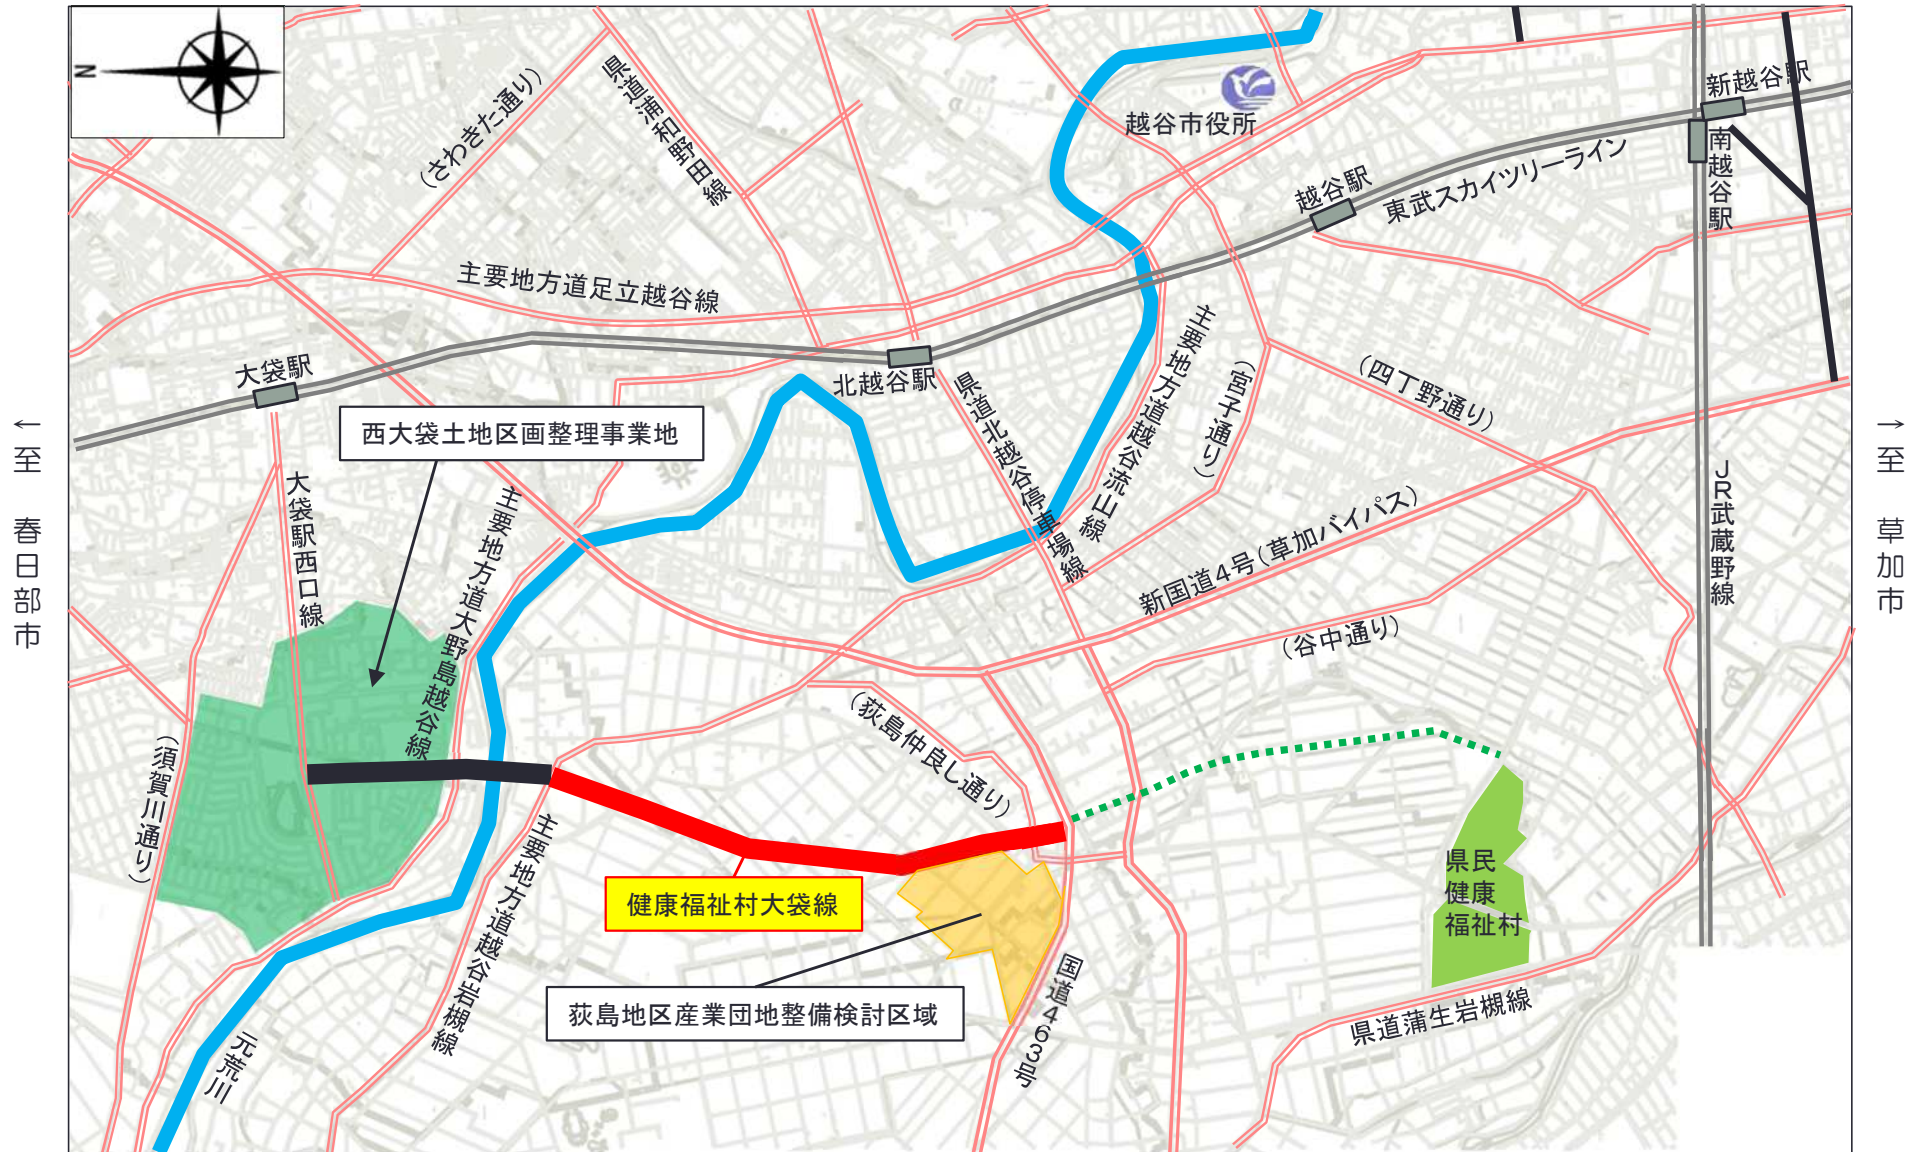 N
(さわきた通り)
県道浦和野田線
越谷市役所
新越谷駅
南越谷駅
越谷駅
東武スカイツリーライン
主要地方道足立越谷線
大袋駅
北越谷駅
西大袋土地区画整理事業地
県道北越谷停車場線
主要地方道越谷流山線
(宮子通り)
(四丁野通り)
←至 春日部市
→至 草加市
大袋駅西口線
主要地方道大野島越谷線
新国道4号(草加バイパス)
JR武蔵野線
(谷中通り)
(荻島仲良し通り)
(須賀川通り)
主要地方道越谷岩槻線
健康福祉村大袋線
県民
健康
福祉村
荻島地区産業団地整備検討区域
国道463号
県道蒲生岩槻線
元荒川